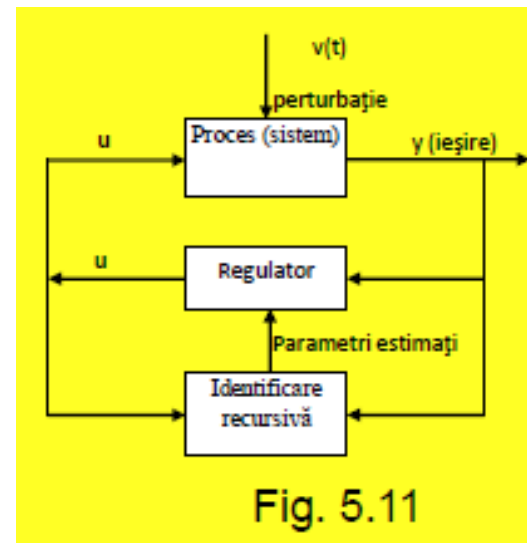 v(t)
perturbaţie
u
Proces (sistem)
y (ieşire)
u
Regulator
Parametri estimaţi
Identificare
recursivă
Fig. 5.11